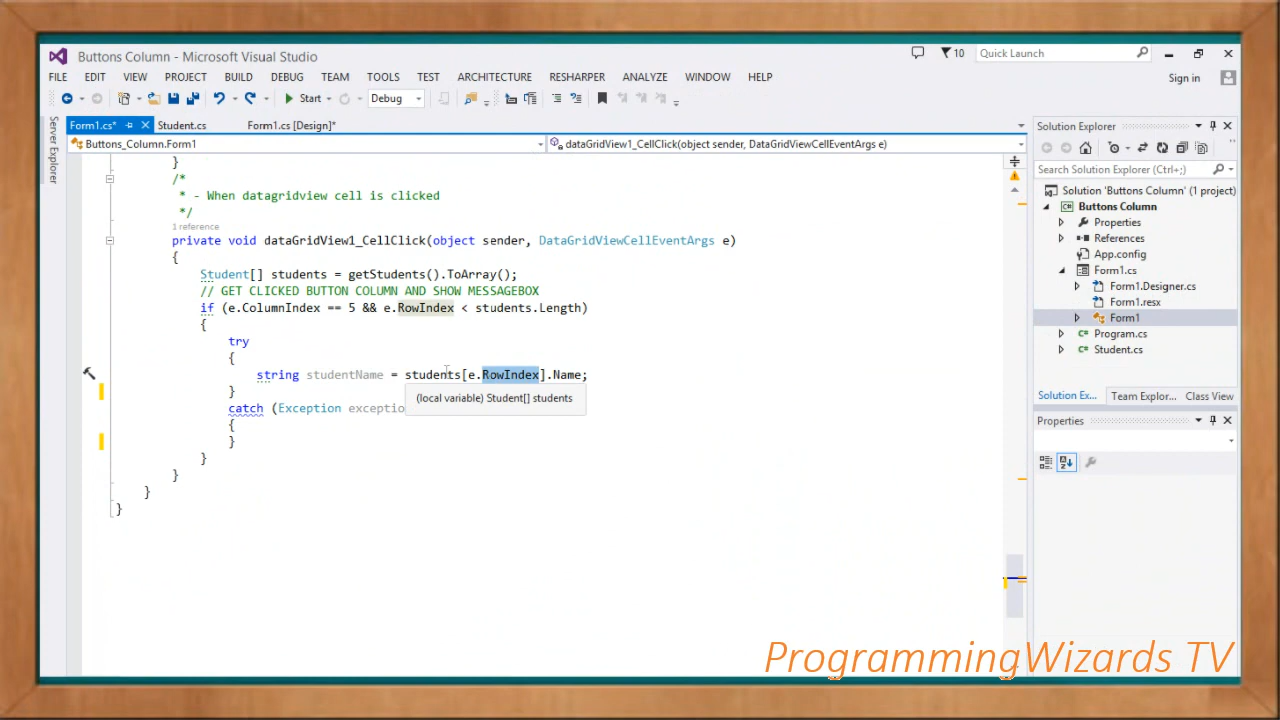 Buttons Column - Microsoft Visual Studio
10
Quick Launch
FILE EDIT VIEW PROJECT BUILD DEBUG TEAM TOOLS TEST ARCHITECTURE RESHARPER ANALYZE WINDOW HELP
Sign in
Start
Debug
Server Explorer
Form1.cs*
Student.cs
Form1.cs [Design]*
Buttons_Column.Form1
dataGridView1_CellClick(object sender, DataGridViewCellEventArgs e)
}
/*
* - When datagridview cell is clicked
*/
1 reference
private void dataGridView1_CellClick(object sender, DataGridViewCellEventArgs e)
{
Student[] students = getStudents().ToArray();
// GET CLICKED BUTTON COLUMN AND SHOW MESSAGEBOX
if (e.ColumnIndex == 5 && e.RowIndex < students.Length)
{
try
{
string studentName = students[e.RowIndex].Name;
}
(local variable) Student[] students
catch (Exception exceptio
{
}
}
}
}
}
Solution Explorer
Search Solution Explorer (Ctrl+;)
Solution 'Buttons Column' (1 project)
Buttons Column
Properties
References
App.config
Form1.cs
Form1.Designer.cs
Form1.resx
Form1
Program.cs
Student.cs
Solution Ex... Team Explor... Class View
Properties
ProgrammingWizards TV